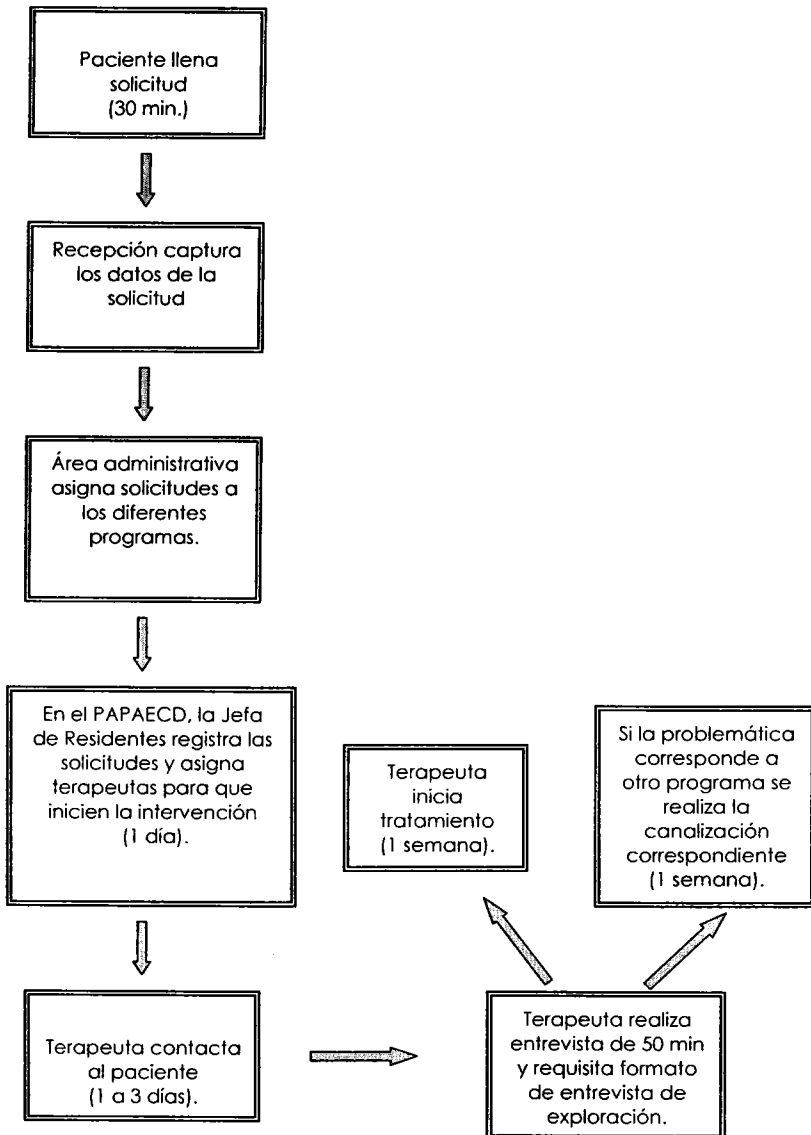 Paciente llena
solicitud
(30 min.)
Recepción captura
los datos de la
solicitud
Área administrativa
asigna solicitudes a
los diferentes
programas.
En el PAPAECD, la Jefa
de Residentes registra las
solicitudes y asigna
terapeutas para que
inicien la intervención
(1 día).
Terapeuta contacta
al paciente
(1 a 3 días).
Terapeuta realiza
entrevista de 50 min
y requisita formato
de entrevista de
exploración.
Terapeuta
inicia
tratamiento
(1 semana).
Si la problemática
corresponde a
otro programa se
realiza la
canalización
correspondiente
(1 semana).